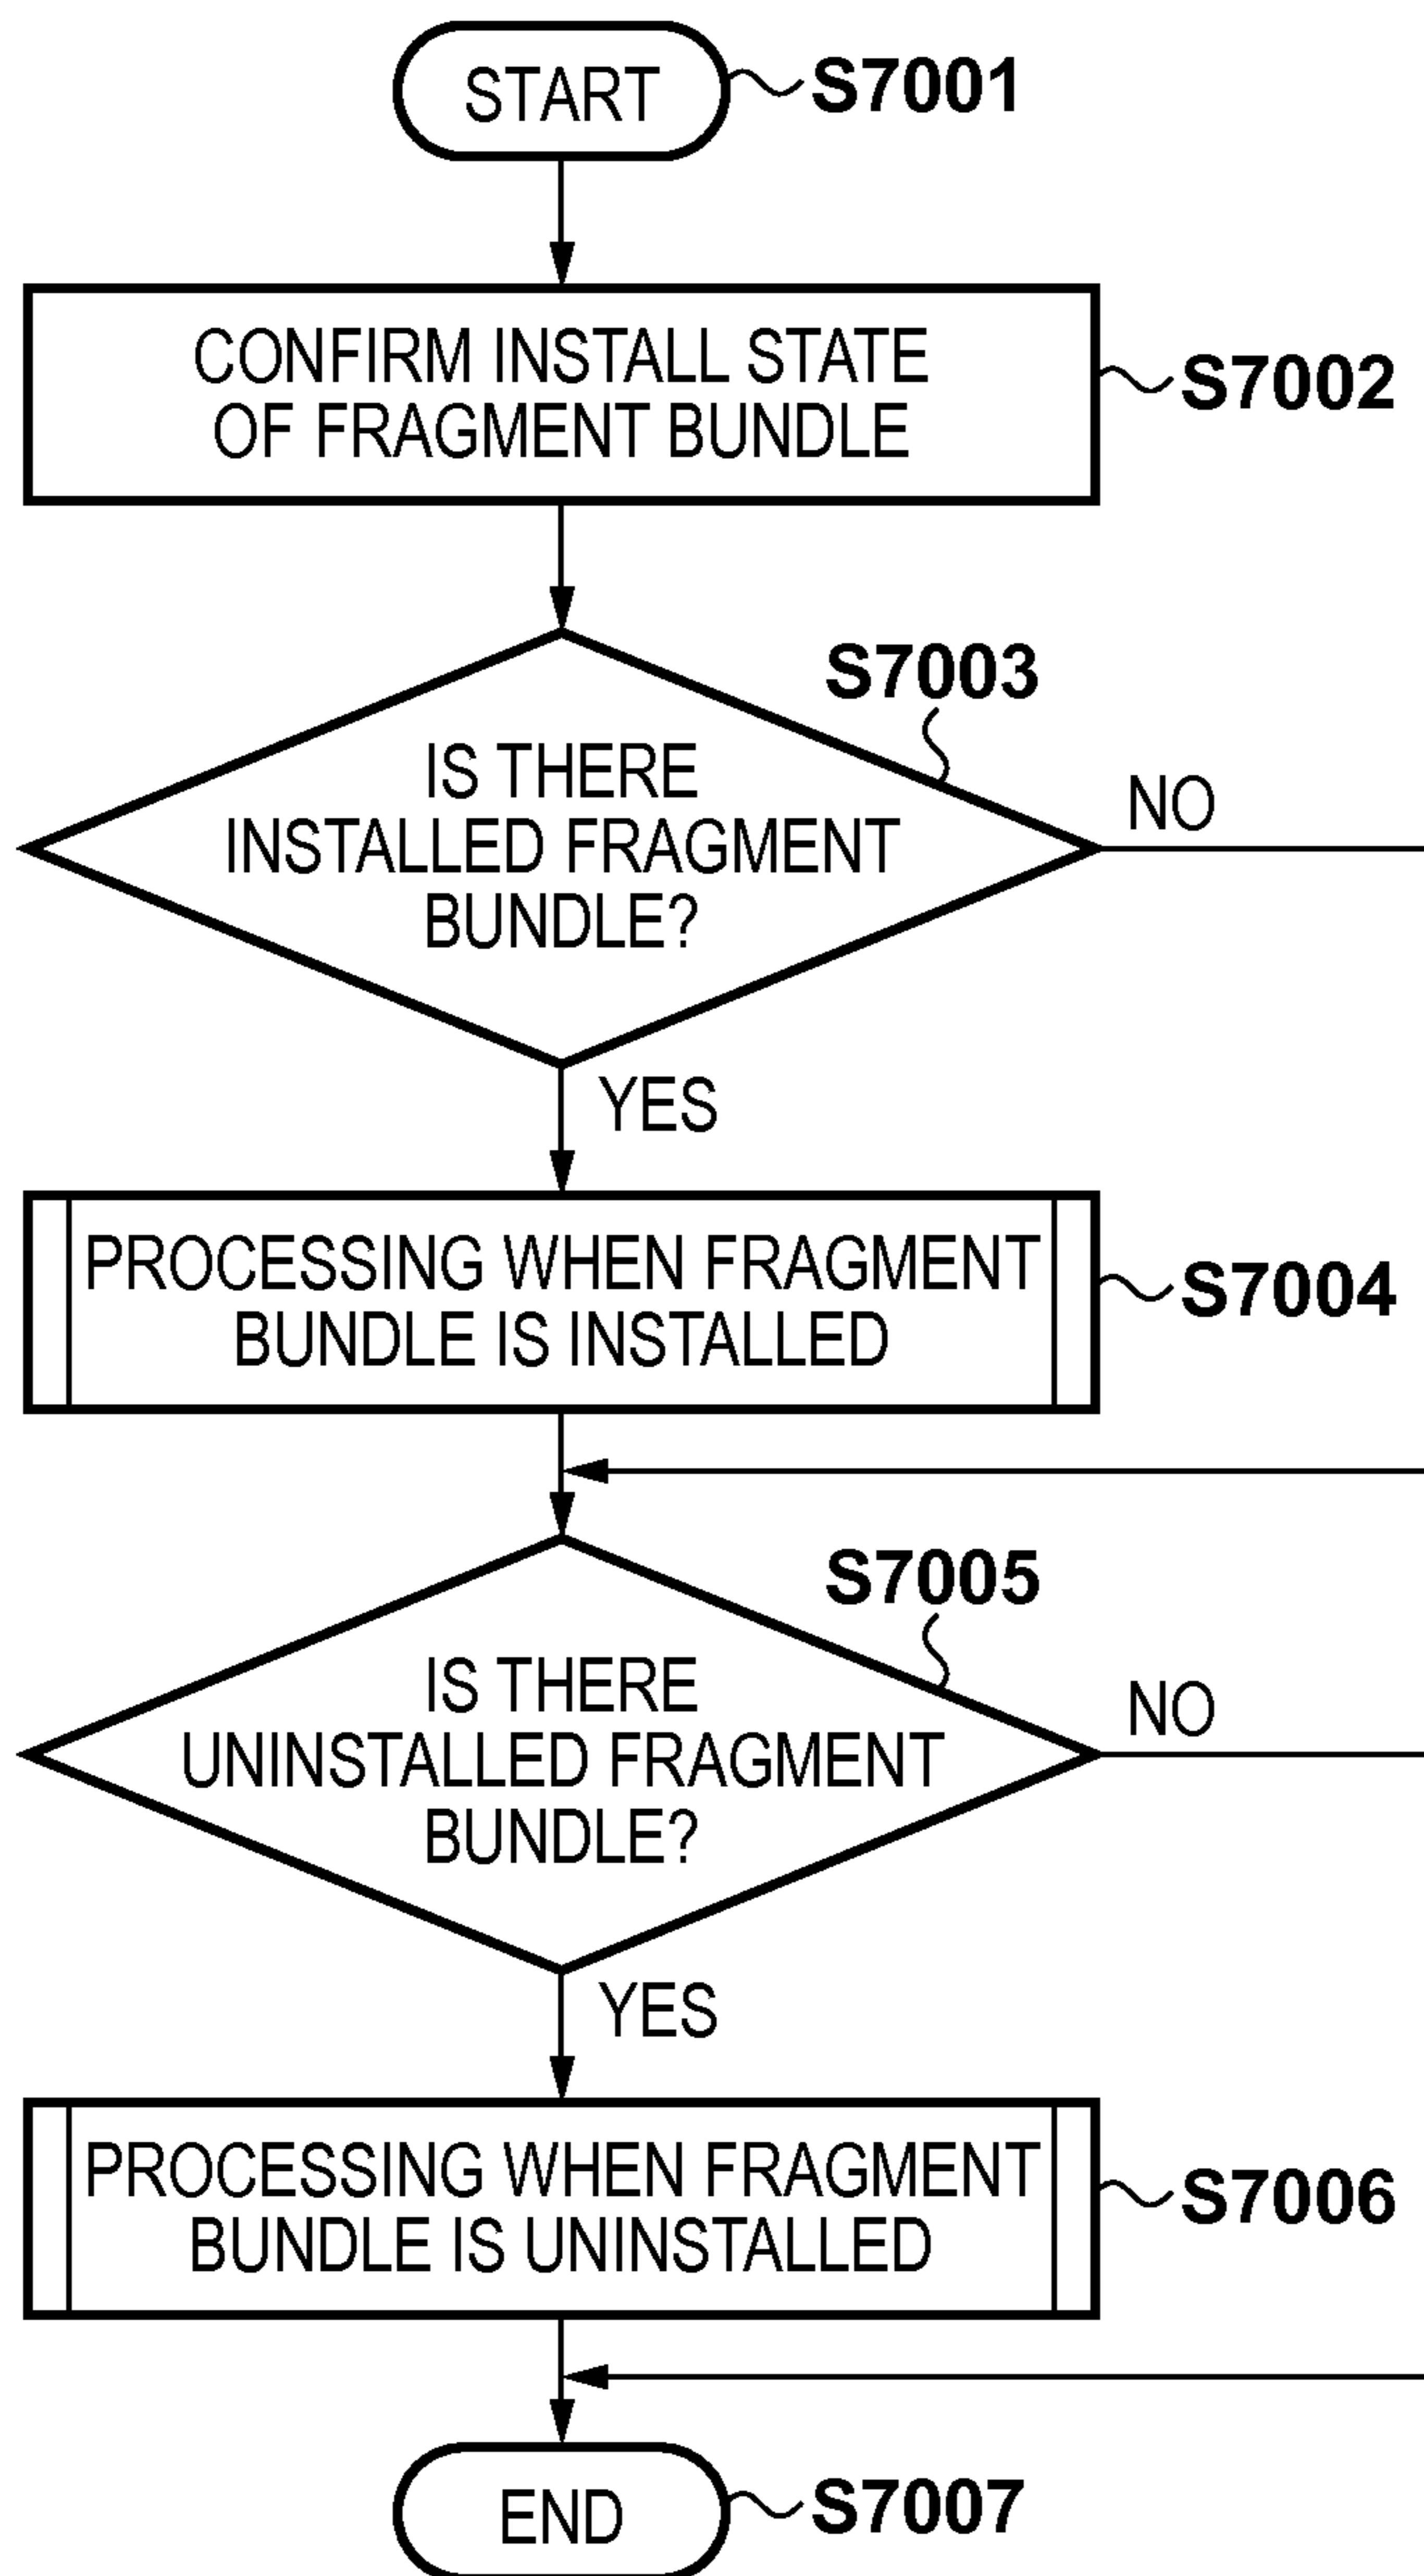 START
S7001
CONFIRM INSTALL STATE
OF FRAGMENT BUNDLE
S7002
S7003
IS THERE
INSTALLED FRAGMENT
BUNDLE?
NO
YES
PROCESSING WHEN FRAGMENT
BUNDLE IS INSTALLED
S7004
S7005
IS THERE
UNINSTALLED FRAGMENT
BUNDLE?
NO
YES
PROCESSING WHEN FRAGMENT
BUNDLE IS UNINSTALLED
S7006
END
S7007